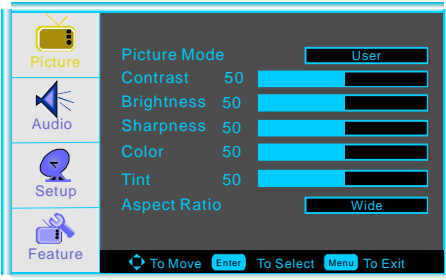 Picture
Audio
Setup
Feature
Picture Mode User
Contrast 50
Brightness 50
Sharpness 50
Color 50
Tint 50
Aspect Ratio Wide
To Move Enter To Select Menu To Exit